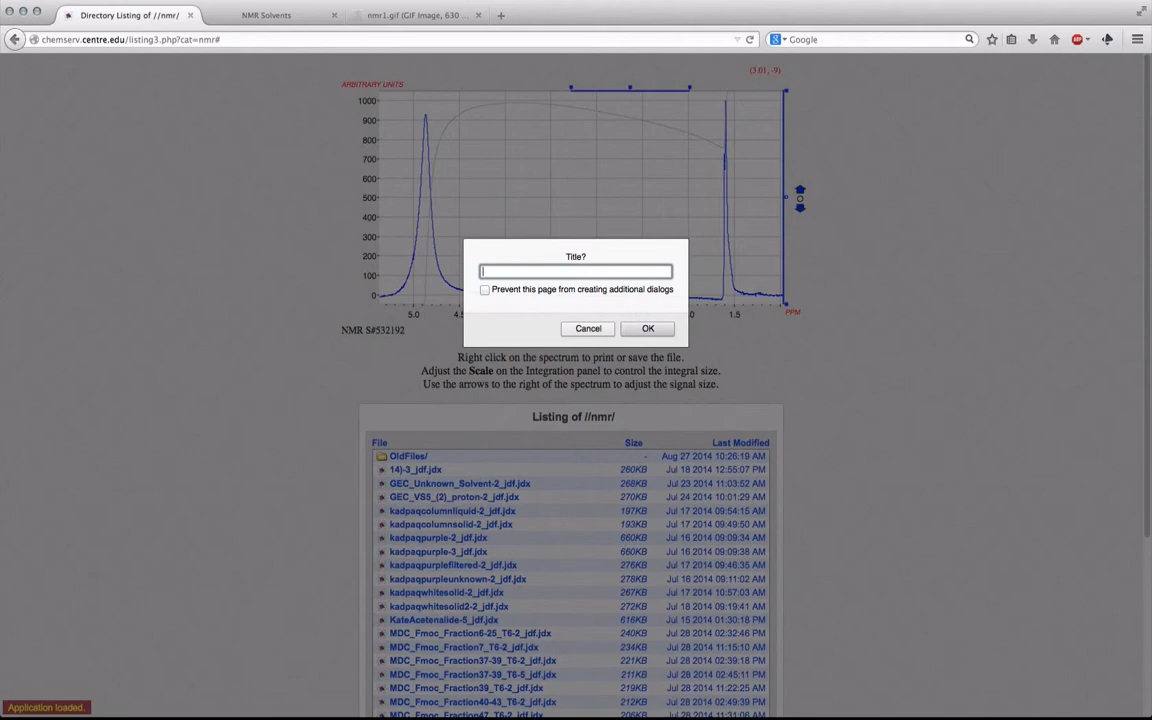 Directory Listing of //nmr/
NMR Solvents
nmr1.gif (GIF Image, 630 ...
chemserv.centre.edu/listing3.php?cat=nmr#
Google
(3.01, -9)
ARBITRARY UNITS
1000
900
800
700
600
500
400
300
200
100
0
5.0
1.5
PPM
NMR S#532192
Title?
Prevent this page from creating additional dialogs
Cancel
OK
Right click on the spectrum to print or save the file.
Adjust the Scale on the Integration panel to control the integral size.
Use the arrows to the right of the spectrum to adjust the signal size.
Listing of //nmr/
File Size Last Modified
OldFiles/ - Aug 27 2014 10:26:19 AM
14)-3_jdf.jdx 260KB Jul 18 2014 12:55:07 PM
GEC_Unknown_Solvent-2_jdf.jdx 268KB Jul 23 2014 11:03:52 AM
GEC_VS5_(2)_proton-2_jdf.jdx 270KB Jul 24 2014 10:01:29 AM
kadpaqcolumnliquid-2_jdf.jdx 197KB Jul 17 2014 09:54:15 AM
kadpaqcolumnsolid-2_jdf.jdx 193KB Jul 17 2014 09:49:50 AM
kadpaqpurple-2_jdf.jdx 660KB Jul 16 2014 09:09:34 AM
kadpaqpurple-3_jdf.jdx 660KB Jul 16 2014 09:09:38 AM
kadpaqpurplefiltered-2_jdf.jdx 276KB Jul 17 2014 09:46:35 AM
kadpaqpurpleunknown-2_jdf.jdx 278KB Jul 16 2014 09:11:02 AM
kadpaqwhitesolid-2_jdf.jdx 267KB Jul 17 2014 10:57:03 AM
kadpaqwhitesolid2-2_jdf.jdx 272KB Jul 18 2014 09:19:41 AM
KateAcetenalide-5_jdf.jdx 616KB Jul 15 2014 01:30:18 PM
MDC_Fmoc_Fraction6-25_T6-2_jdf.jdx 240KB Jul 28 2014 02:32:46 PM
MDC_Fmoc_Fraction7_T6-2_jdf.jdx 234KB Jul 28 2014 11:15:10 AM
MDC_Fmoc_Fraction37-39_T6-2_jdf.jdx 221KB Jul 28 2014 02:39:18 PM
MDC_Fmoc_Fraction37-39_T6-5_jdf.jdx 211KB Jul 28 2014 02:45:11 PM
MDC_Fmoc_Fraction39_T6-2_jdf.jdx 219KB Jul 28 2014 11:22:25 AM
MDC_Fmoc_Fraction40-43_T6-2_jdf.jdx 212KB Jul 28 2014 02:49:39 PM
MDC_Fmoc_Fraction47_T6-2_jdf.jdx 206KB Jul 28 2014 11:31:06 AM
Application loaded.